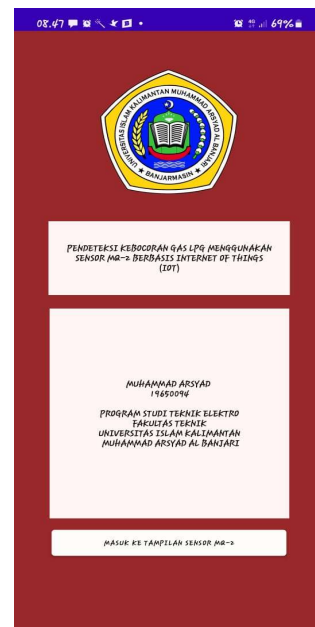 08.47
4G 69%
UNIVERSITAS ISLAM KALIMANTAN MUHAMMAD ARSYAD AL BANJARI
BANJARMASIN
PENDETEKSI KEBOCORAN GAS LPG MENGGUNAKAN
SENSOR MQ-2 BERBASIS INTERNET OF THINGS
(IOT)
MUHAMMAD ARSYAD
19650094
PROGRAM STUDI TEKNIK ELEKTRO
FAKULTAS TEKNIK
UNIVERSITAS ISLAM KALIMANTAN
MUHAMMAD ARSYAD AL BANJARI
MASUK KE TAMPILAN SENSOR MQ-2